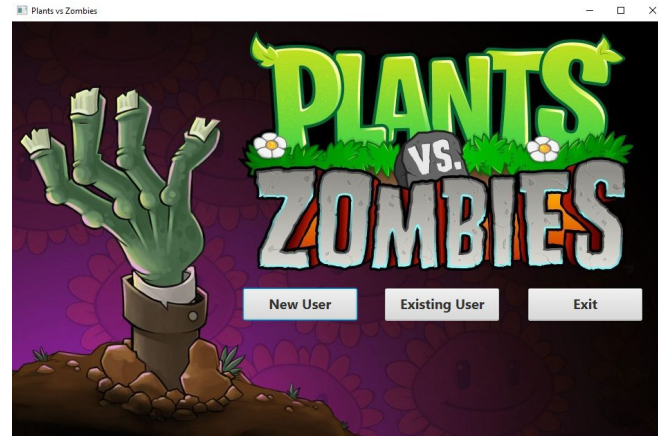 Plants vs Zombies
PLANTS
VS.
ZOMBIES
New User Existing User Exit